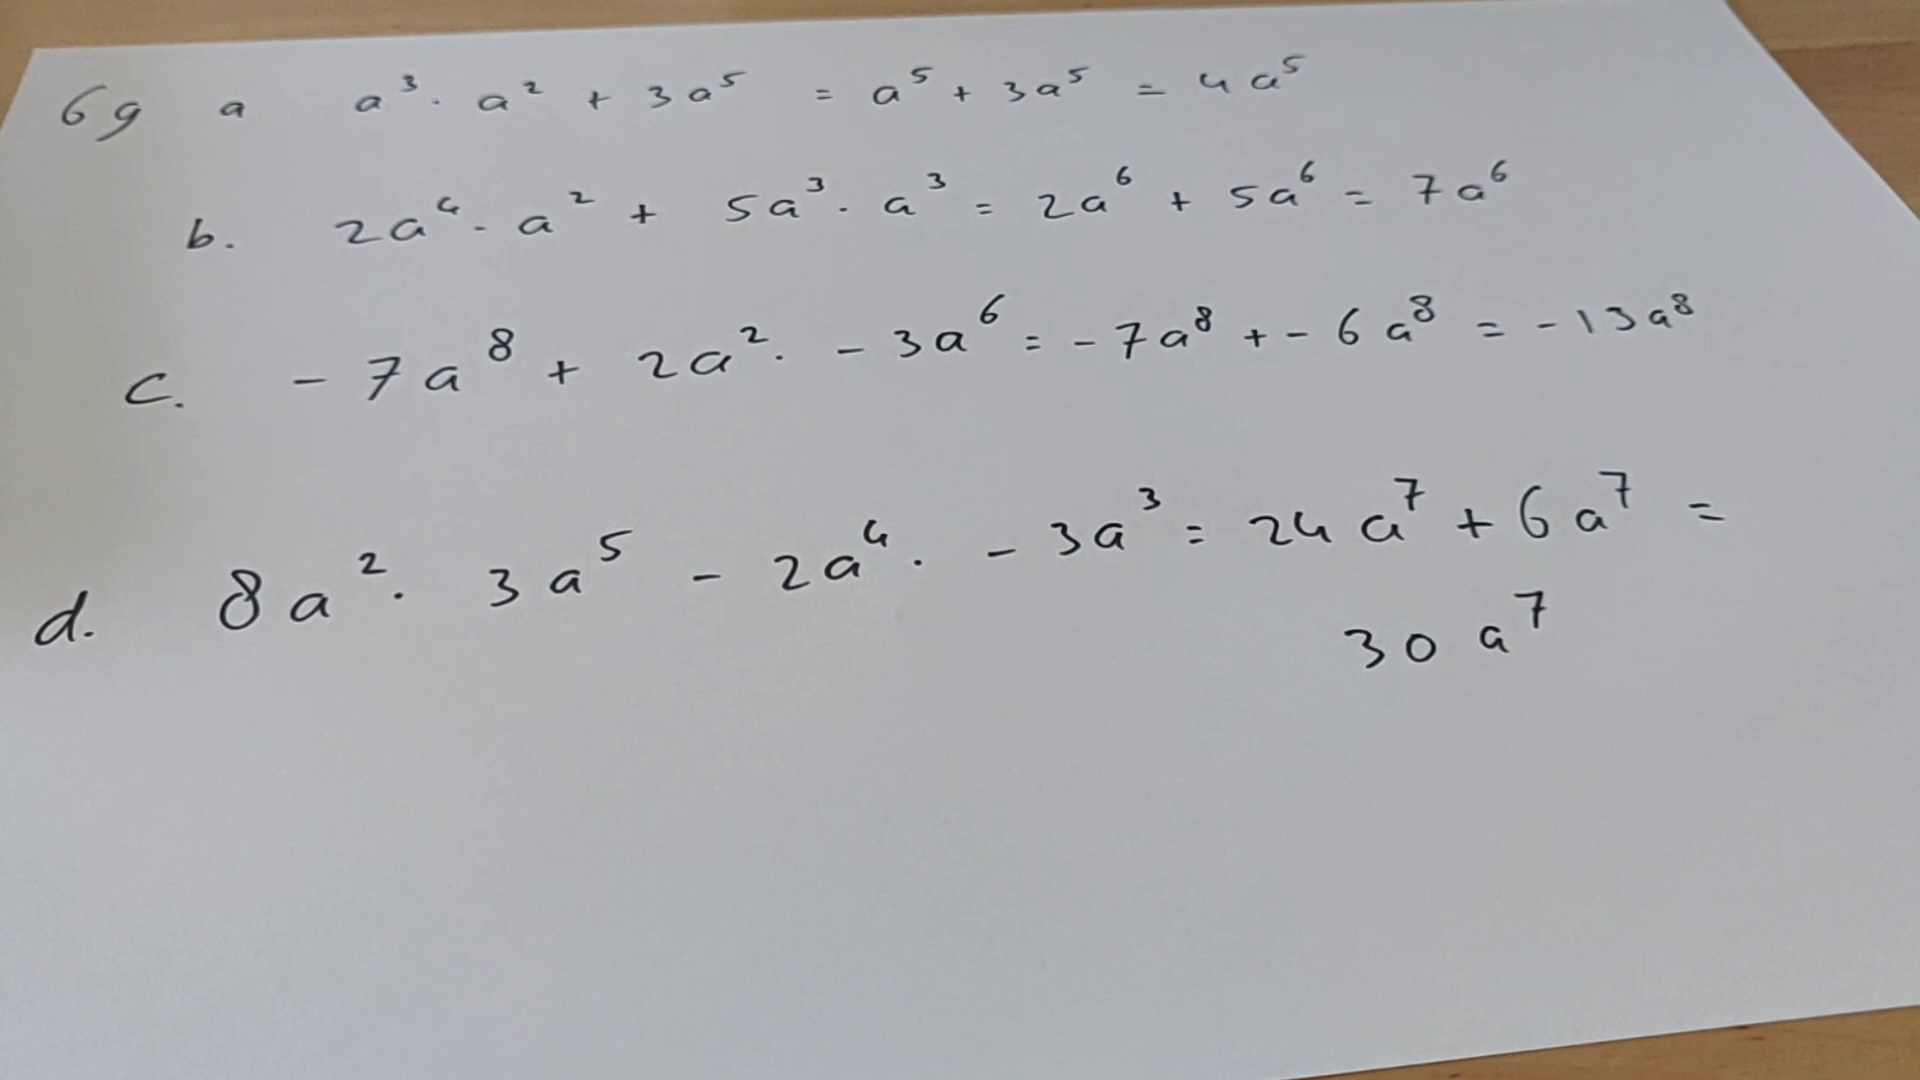 69 a a³ · a² + 3a⁵ = a⁵ + 3a⁵ = 4a⁵
b. 2a⁴ · a² + 5a³ · a³ = 2a⁶ + 5a⁶ = 7a⁶
c. - 7a⁸ + 2a² · - 3a⁶ = - 7a⁸ + - 6a⁸ = - 13a⁸
d. 8a² · 3a⁵ - 2a⁴ · - 3a³ = 24a⁷ + 6a⁷ =
30a⁷